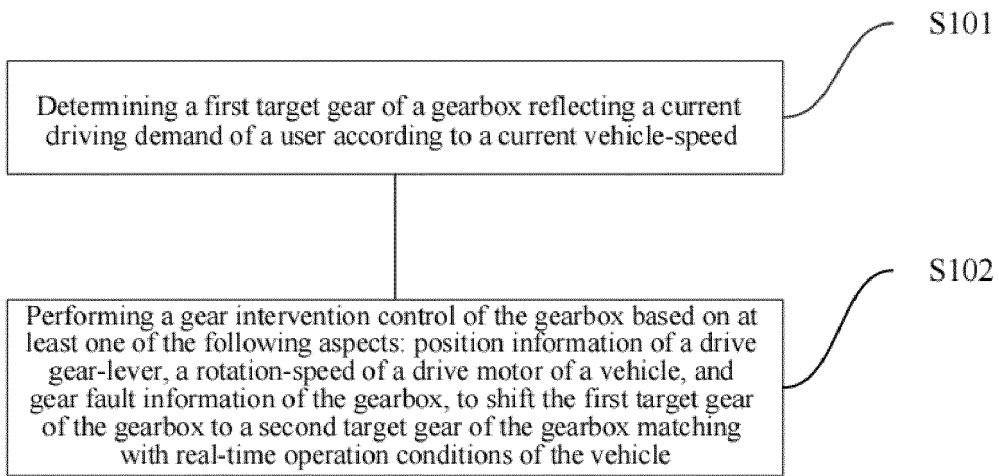 S101
Determining a first target gear of a gearbox reflecting a current
driving demand of a user according to a current vehicle-speed
S102
Performing a gear intervention control of the gearbox based on at
least one of the following aspects: position information of a drive
gear-lever, a rotation-speed of a drive motor of a vehicle, and
gear fault information of the gearbox, to shift the first target gear
of the gearbox to a second target gear of the gearbox matching
with real-time operation conditions of the vehicle